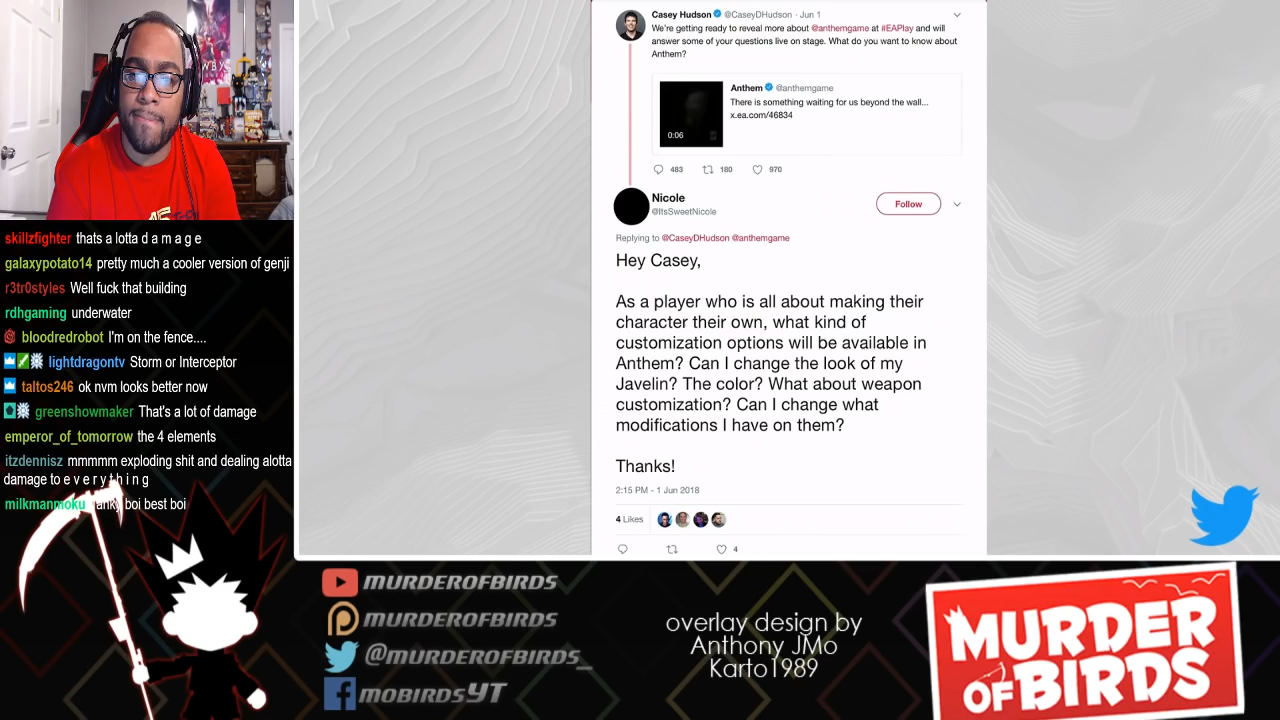 skillzfighter thats a lotta d a m a g e
galaxypotato14 pretty much a cooler version of genji
r3tr0styles Well fuck that building
rdhgaming underwater
bloodredrobot I'm on the fence....
lightdragontv Storm or Interceptor
taltos246 ok nvm looks better now
greenshowmaker That's a lot of damage
emperor_of_tomorrow the 4 elements
itzdennisz mmmmm exploding shit and dealing alotta
damage to e v e r y t h i n g
milkmanmoku boi best boi
Casey Hudson @CaseyDHudson · Jun 1
We're getting ready to reveal more about @anthemgame at #EAPlay and will
answer some of your questions live on stage. What do you want to know about
Anthem?
Anthem @anthemgame
There is something waiting for us beyond the wall...
x.ea.com/46834
0:06
483 180 970
Nicole
@ItsSweetNicole
Follow
Replying to @CaseyDHudson @anthemgame
Hey Casey,
As a player who is all about making their
character their own, what kind of
customization options will be available in
Anthem? Can I change the look of my
Javelin? The color? What about weapon
customization? Can I change what
modifications I have on them?
Thanks!
2:15 PM - 1 Jun 2018
4 Likes
4
MURDEROFBIRDS
MURDEROFBIRDS
@MURDEROFBIRDS_
MOBIRDSYT
overlay design by
Anthony JMo
Karto1989
MURDER
OF BIRDS